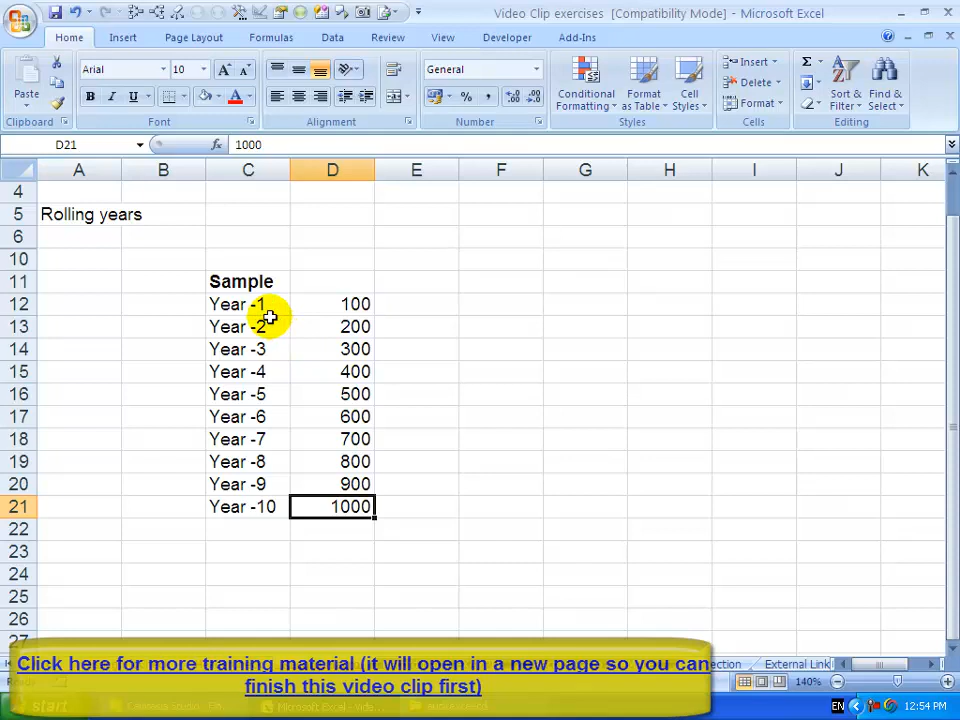 Video Clip exercises [Compatibility Mode] - Microsoft Excel
Home Insert Page Layout Formulas Data Review View Developer Add-Ins
Paste
Arial 10 General
B I U A
Conditional Formatting as Table Cell Styles
Format
Insert
Delete
Format
Sort & Filter
Find & Select
Clipboard Font Alignment Number Styles Cells Editing
D21 fx 1000
A B C D E F G H I J K
4
5 Rolling years
6
10
11 Sample
12 Year -1 100
13 Year -2 200
14 Year -3 300
15 Year -4 400
16 Year -5 500
17 Year -6 600
18 Year -7 700
19 Year -8 800
20 Year -9 900
21 Year -10 1000
22
23
24
25
26
27
Click here for more training material (it will open in a new page so you can
finish this video clip first)
External Link
140%
start Microsoft Excel - Vide...
EN 12:54 PM